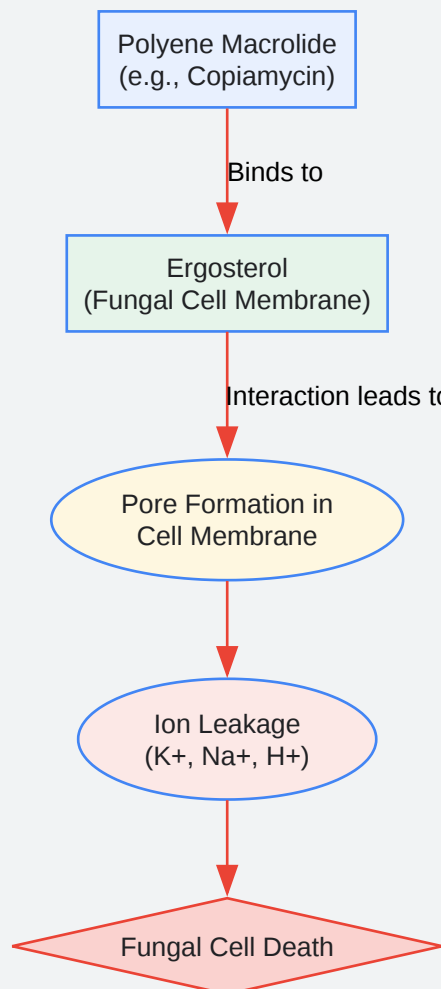 Polyene Macrolide
(e.g., Copiamycin)
Binds to
Ergosterol
(Fungal Cell Membrane)
Interaction leads to
Pore Formation in
Cell Membrane
Ion Leakage
(K+, Na+, H+)
Fungal Cell Death